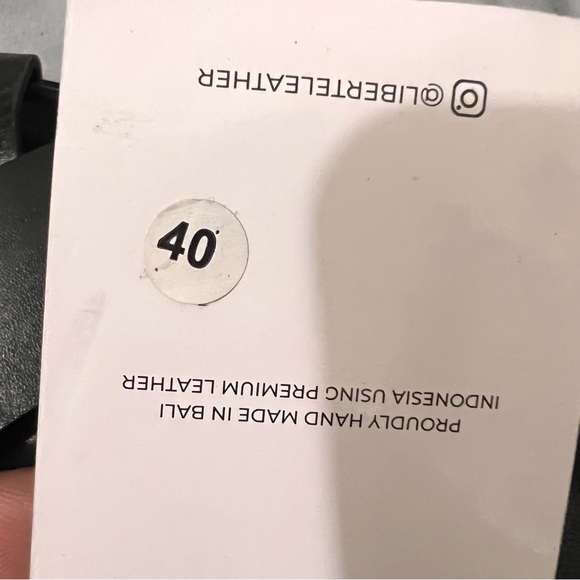 PROUDLY HAND MADE IN BALI
INDONESIA USING PREMIUM LEATHER
40
@LIBERTELEATHER